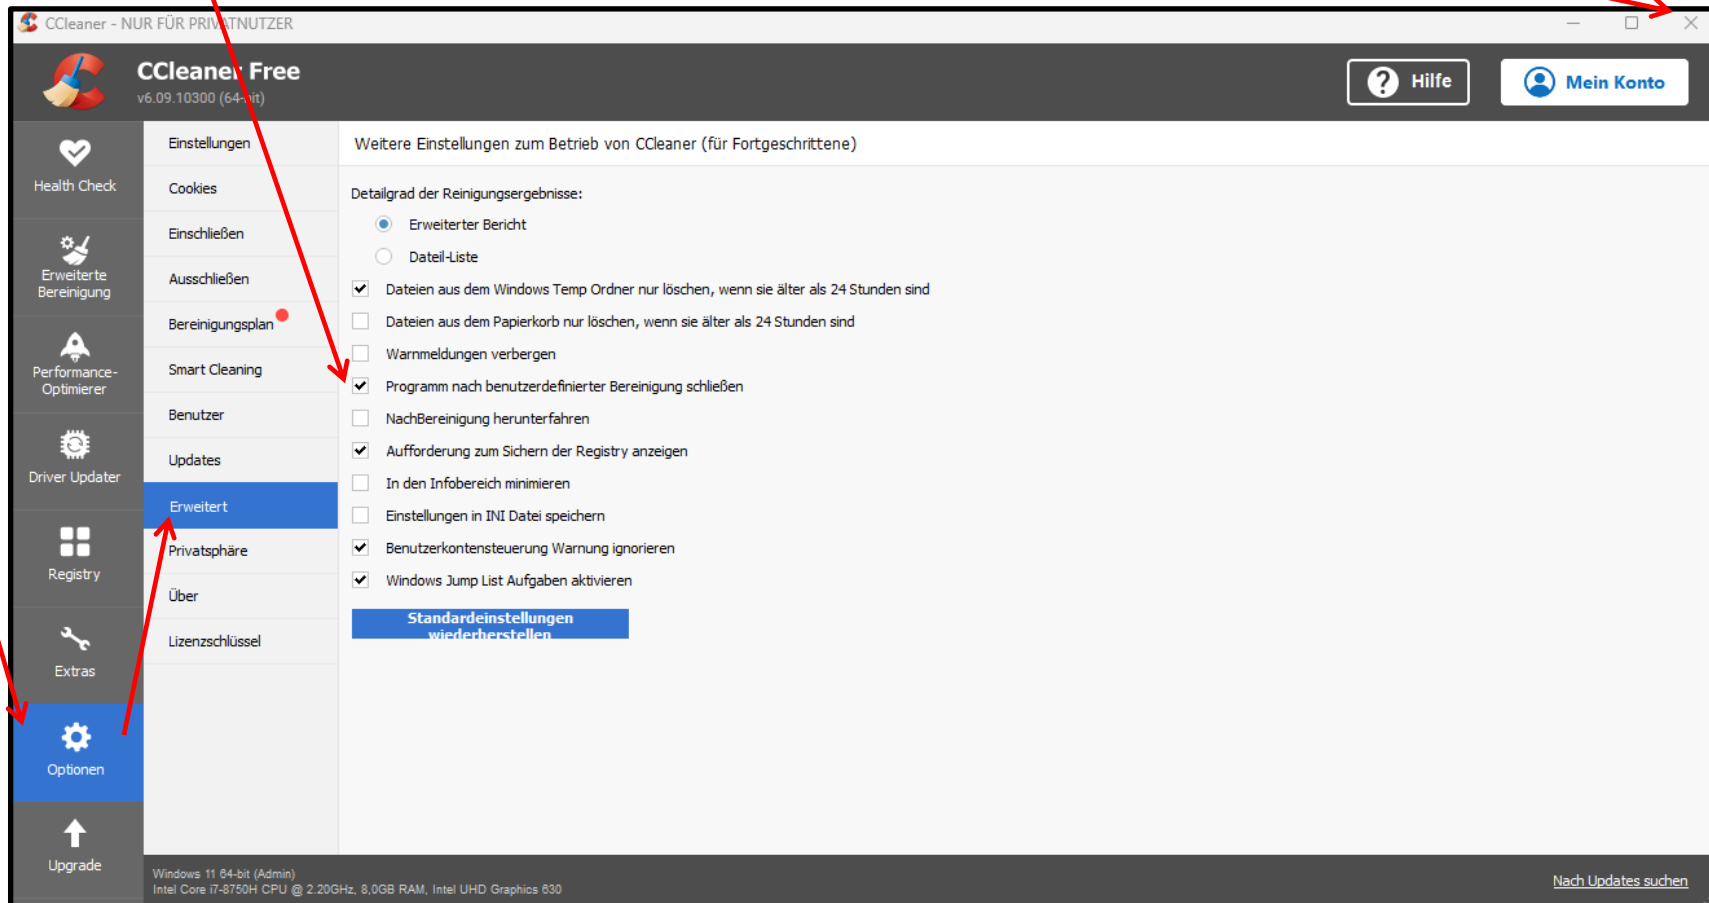 CCleaner - NUR FÜR PRIVATNUTZER
CCleaner Free
v6.09.10300 (64-bit)
Hilfe
Mein Konto
Health Check
Erweiterte
Bereinigung
Performance-
Optimierer
Driver Updater
Registry
Extras
Optionen
Upgrade
Einstellungen
Cookies
Einschließen
Ausschließen
Bereinigungsplan
Smart Cleaning
Benutzer
Updates
Erweitert
Privatsphäre
Über
Lizenzschlüssel
Weitere Einstellungen zum Betrieb von CCleaner (für Fortgeschrittene)
Detailgrad der Reinigungsergebnisse:
Erweiterter Bericht
Dateil-Liste
Dateien aus dem Windows Temp Ordner nur löschen, wenn sie älter als 24 Stunden sind
Dateien aus dem Papierkorb nur löschen, wenn sie älter als 24 Stunden sind
Warnmeldungen verbergen
Programm nach benutzerdefinierter Bereinigung schließen
NachBereinigung herunterfahren
Aufforderung zum Sichern der Registry anzeigen
In den Infobereich minimieren
Einstellungen in INI Datei speichern
Benutzerkontensteuerung Warnung ignorieren
Windows Jump List Aufgaben aktivieren
Standardeinstellungen
wiederherstellen
Windows 11 64-bit (Admin)
Intel Core i7-8750H CPU @ 2.20GHz, 8,0GB RAM, Intel UHD Graphics 630
Nach Updates suchen